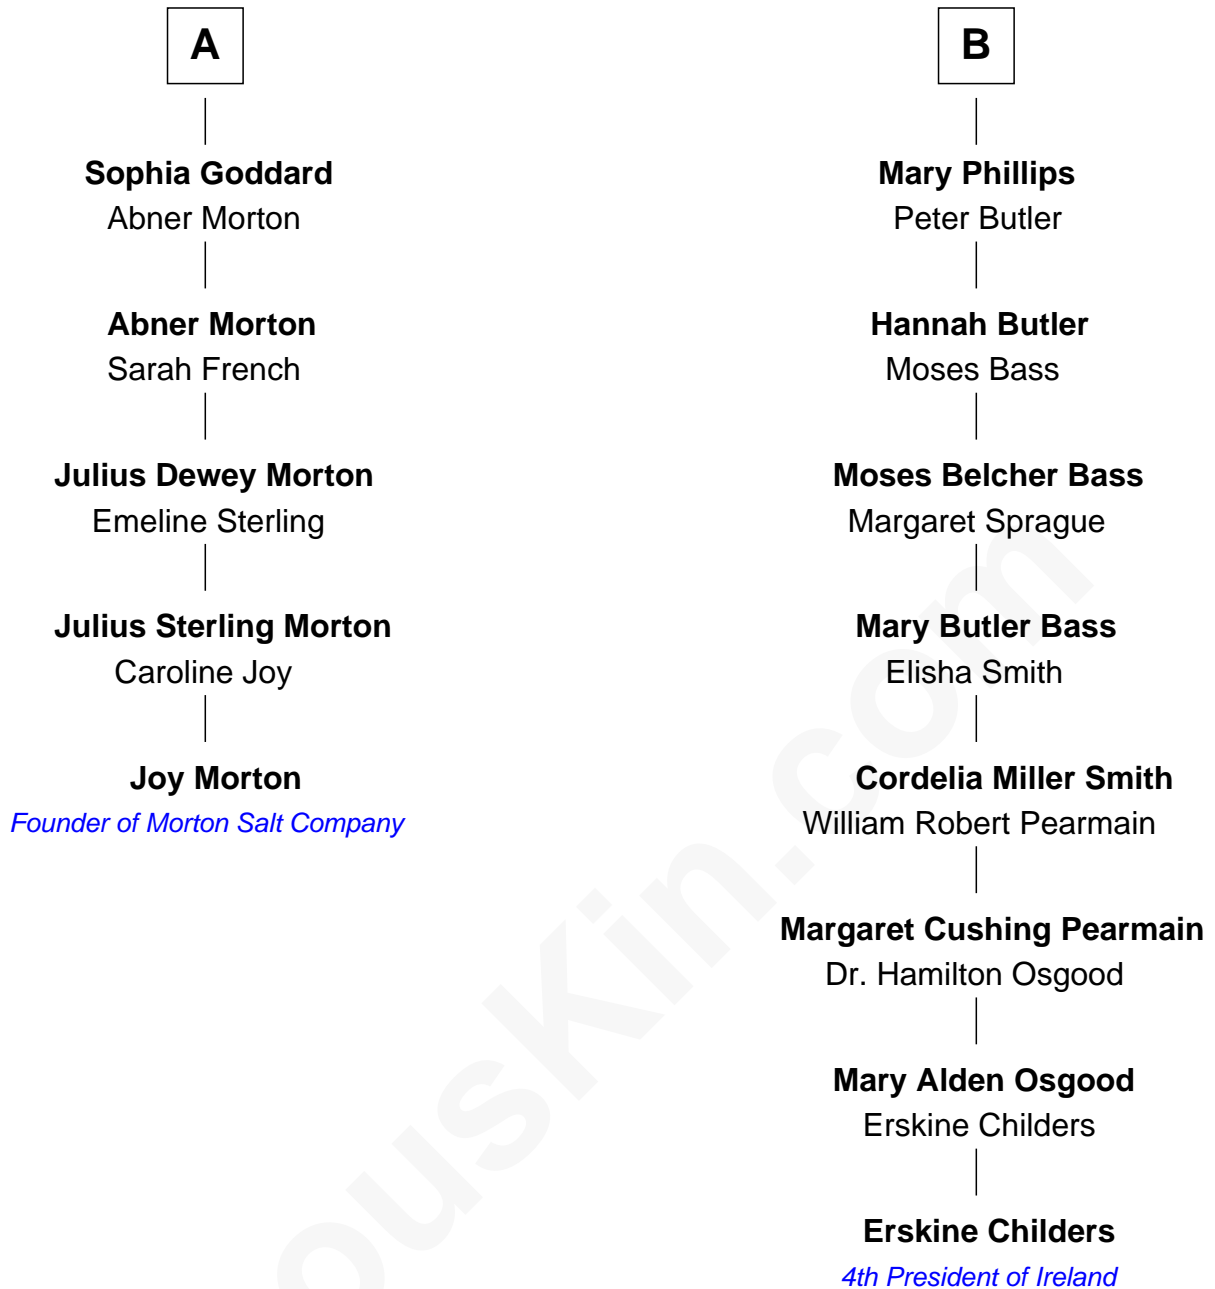 A
Sophia Goddard
Abner Morton
Abner Morton
Sarah French
Julius Dewey Morton
Emeline Sterling
Julius Sterling Morton
Caroline Joy
Joy Morton
Founder of Morton Salt Company
B
Mary Phillips
Peter Butler
Hannah Butler
Moses Bass
Moses Belcher Bass
Margaret Sprague
Mary Butler Bass
Elisha Smith
Cordelia Miller Smith
William Robert Pearmain
Margaret Cushing Pearmain
Dr. Hamilton Osgood
Mary Alden Osgood
Erskine Childers
Erskine Childers
4th President of Ireland
ousKin.com